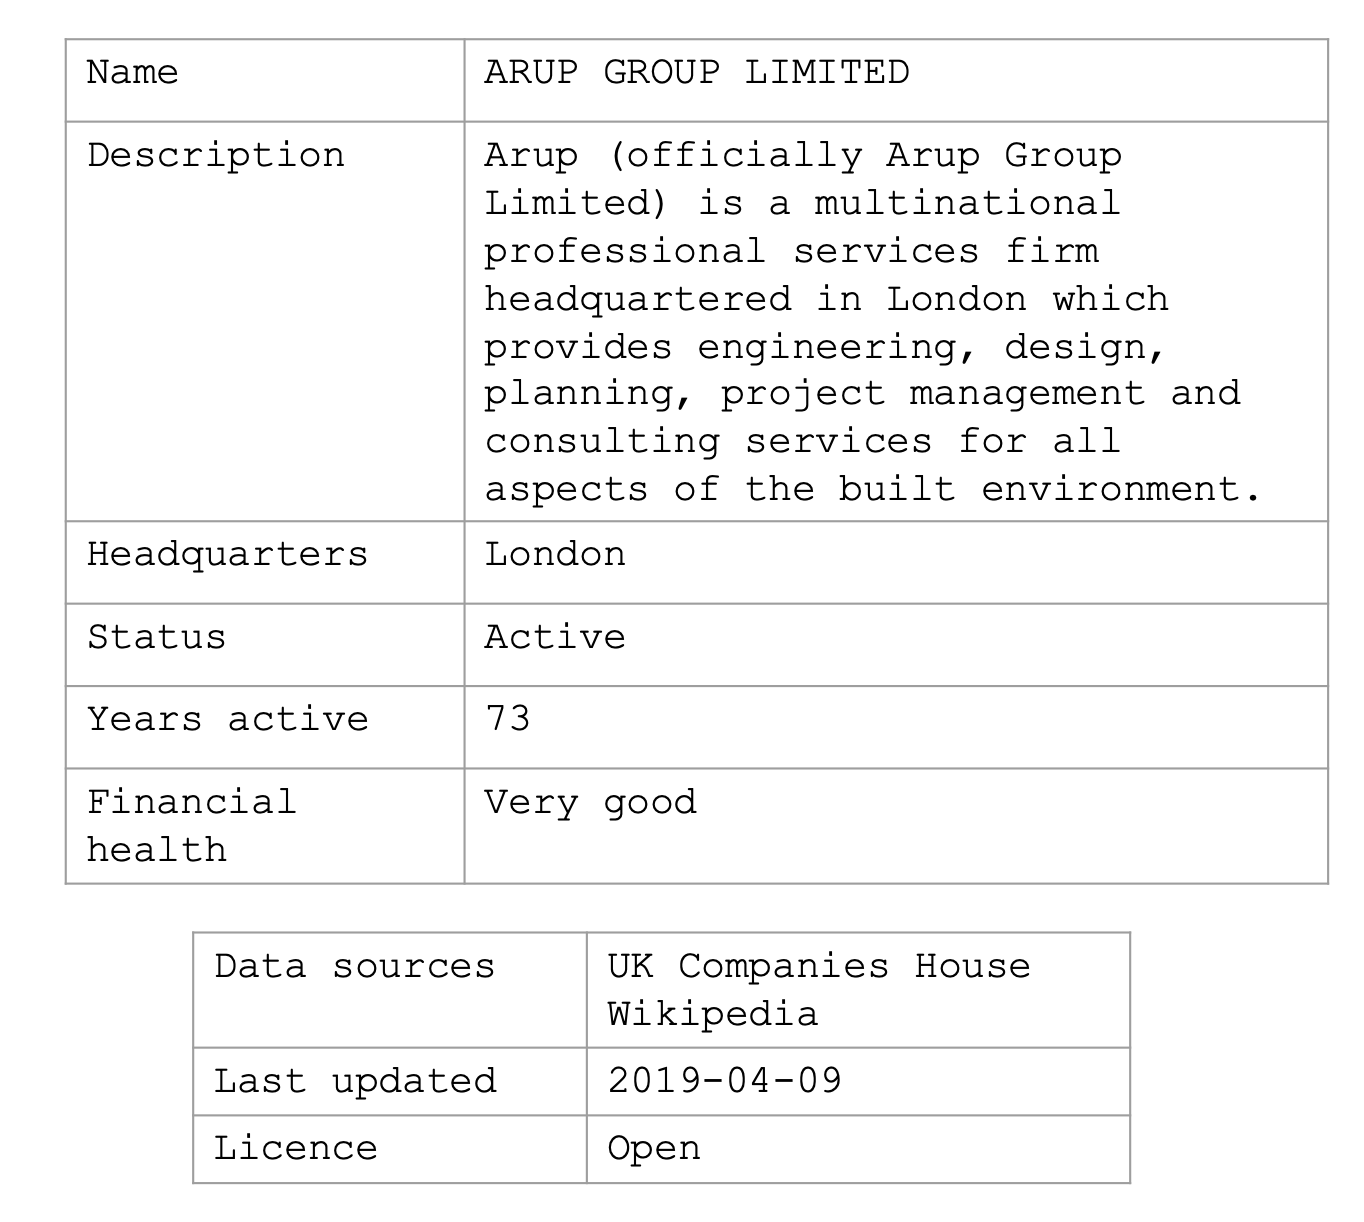 Name
ARUP GROUP LIMITED
Description
Arup (officially Arup Group
Limited) is a multinational
professional services firm
headquartered in London which
provides engineering, design,
planning, project management and
consulting services for all
aspects of the built environment.
Headquarters
London
Status
Active
Years active
73
Financial
health
Very good
Data sources
UK Companies House
Wikipedia
Last updated
2019-04-09
Licence
Open